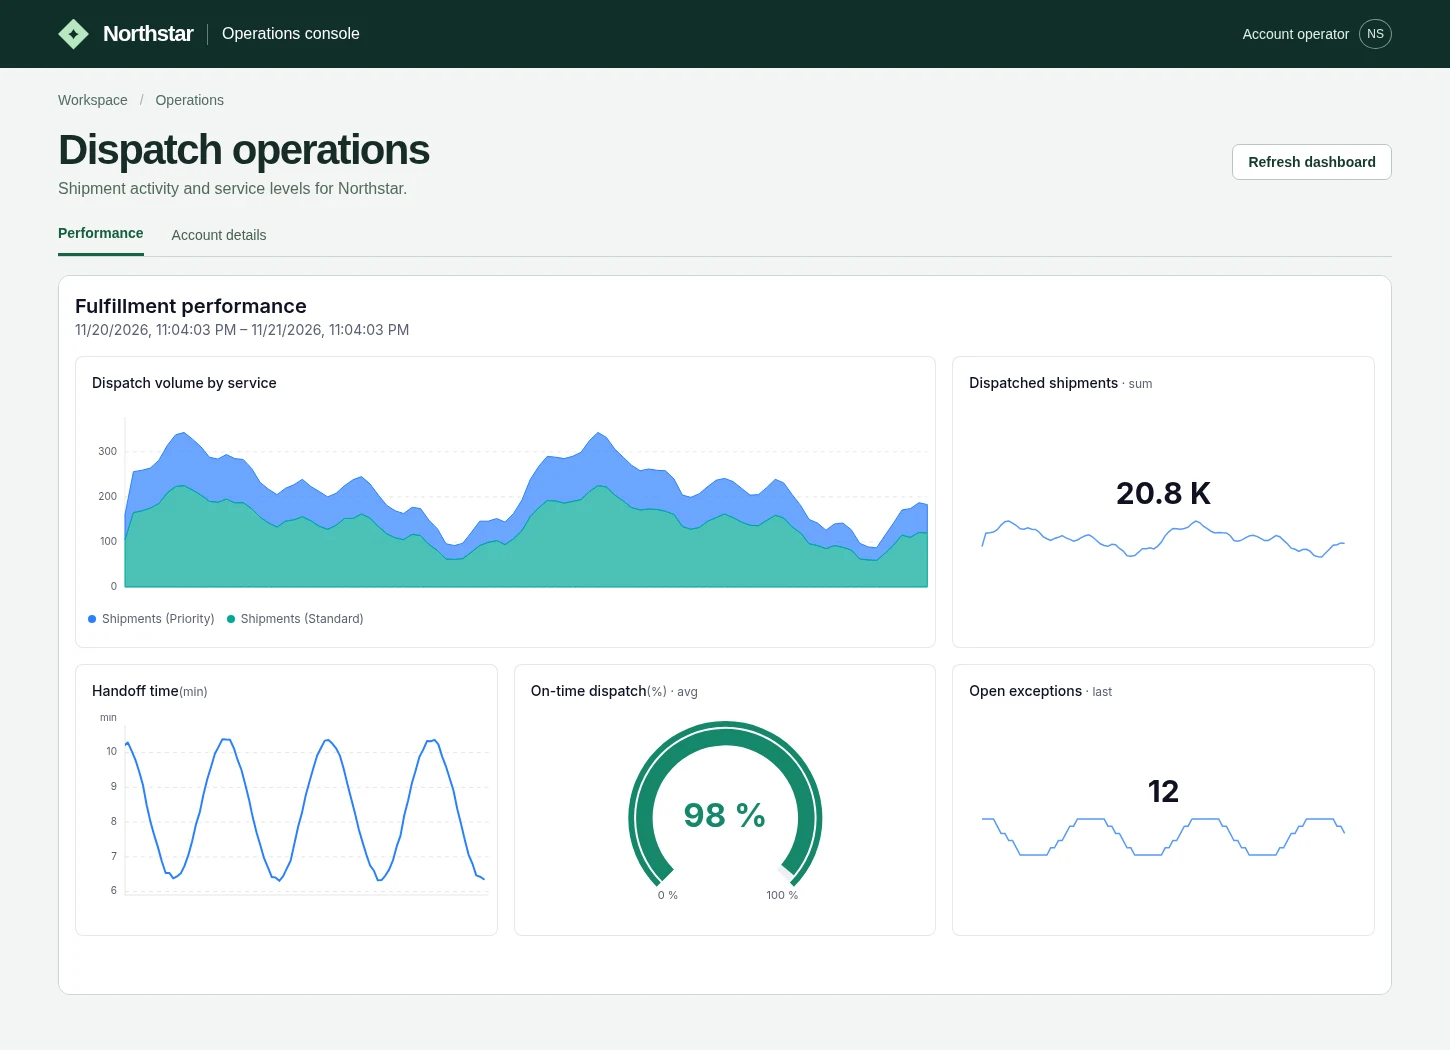 Northstar
Operations console
Account operator
NS
Workspace / Operations
Dispatch operations
Shipment activity and service levels for Northstar.
Refresh dashboard
Performance
Account details
Fulfillment performance
11/20/2026, 11:04:03 PM – 11/21/2026, 11:04:03 PM
Dispatch volume by service
300
200
100
0
Shipments (Priority)
Shipments (Standard)
Dispatched shipments · sum
20.8 K
Handoff time(min)
min
10
9
8
7
6
On-time dispatch(%) · avg
98 %
0 %
100 %
Open exceptions · last
12